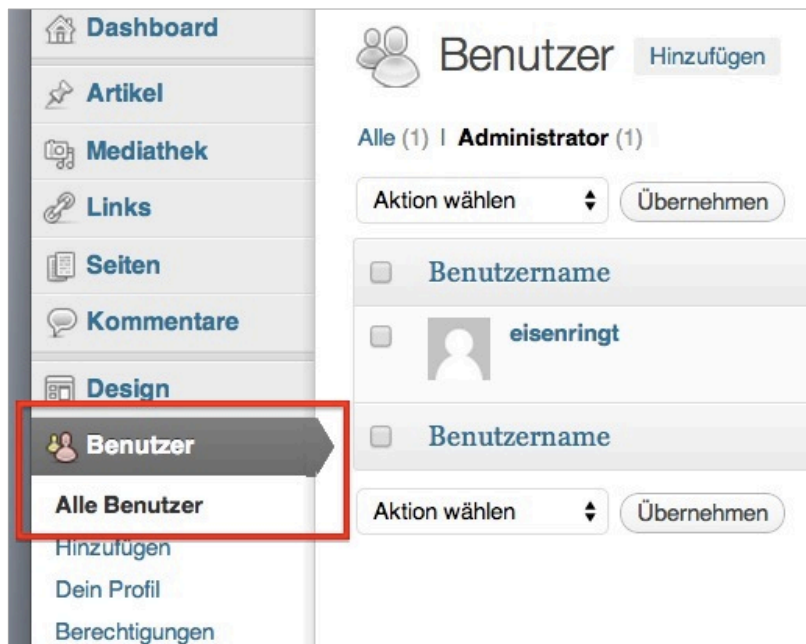 Dashboard
Artikel
Mediathek
Links
Seiten
Kommentare
Design
Benutzer
Alle Benutzer
Hinzufügen
Dein Profil
Berechtigungen
Benutzer Hinzufügen
Alle (1) | Administrator (1)
Aktion wählen Übernehmen
Benutzername
eisenringt
Benutzername
Aktion wählen Übernehmen